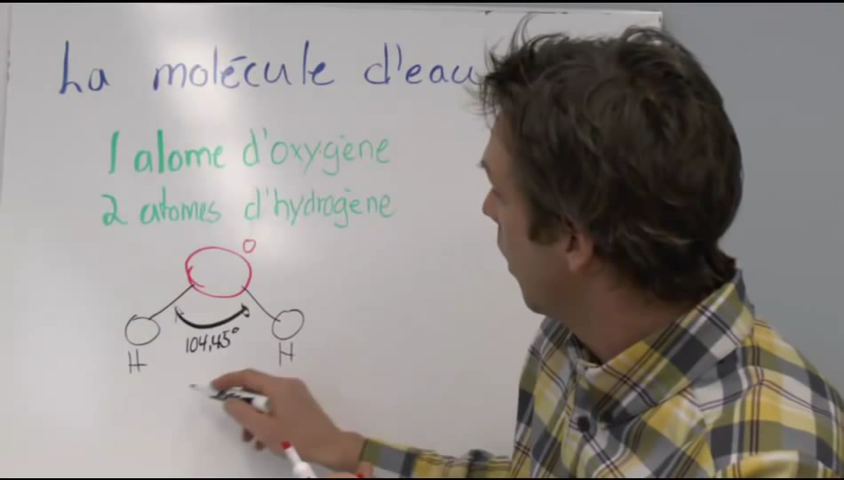 La molécule d'eau
1 atome d'oxygène
2 atomes d'hydrogène
O
104,45°
H H